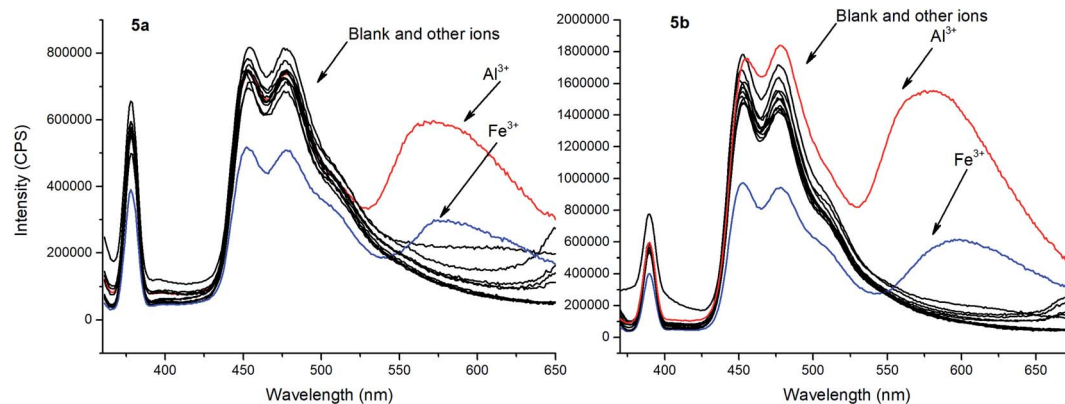 5a
Blank and other ions
Al³⁺
Fe³⁺
800000
600000
400000
200000
0
Intensity (CPS)
400
450
500
550
600
650
Wavelength (nm)
5b
Blank and other ions
Al³⁺
Fe³⁺
2000000
1800000
1600000
1400000
1200000
1000000
800000
600000
400000
200000
0
400
450
500
550
600
650
Wavelength (nm)